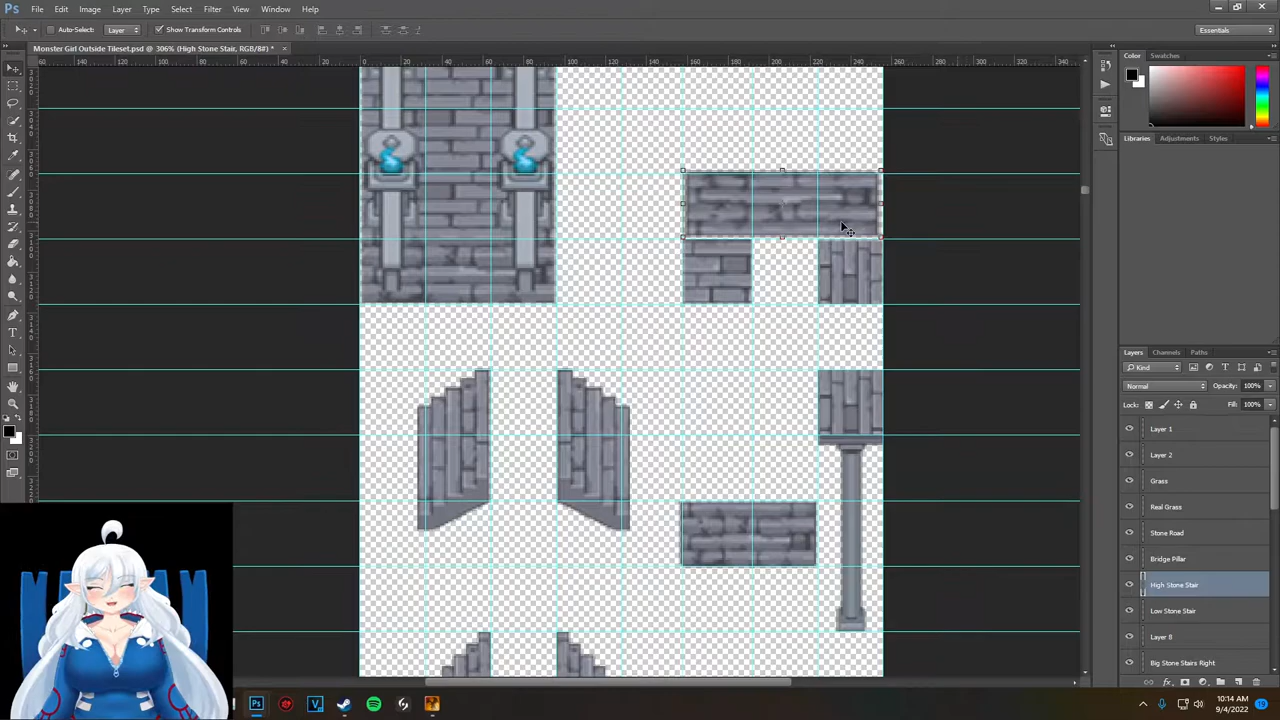 Ps File Edit Image Layer Type Select Filter View Window Help
Auto-Select: Layer Show Transform Controls Essentials
Monster Girl Outside Tileset.psd @ 306% (High Stone Stair, RGB/8#) *
Color Swatches
Libraries Adjustments Styles
Layers Channels Paths
Kind
Normal Opacity: 100%
Lock: Fill: 100%
Layer 1
Layer 2
Grass
Real Grass
Stone Road
Bridge Pillar
High Stone Stair
Low Stone Stair
Layer 8
Big Stone Stairs Right
10:14 AM
9/4/2022